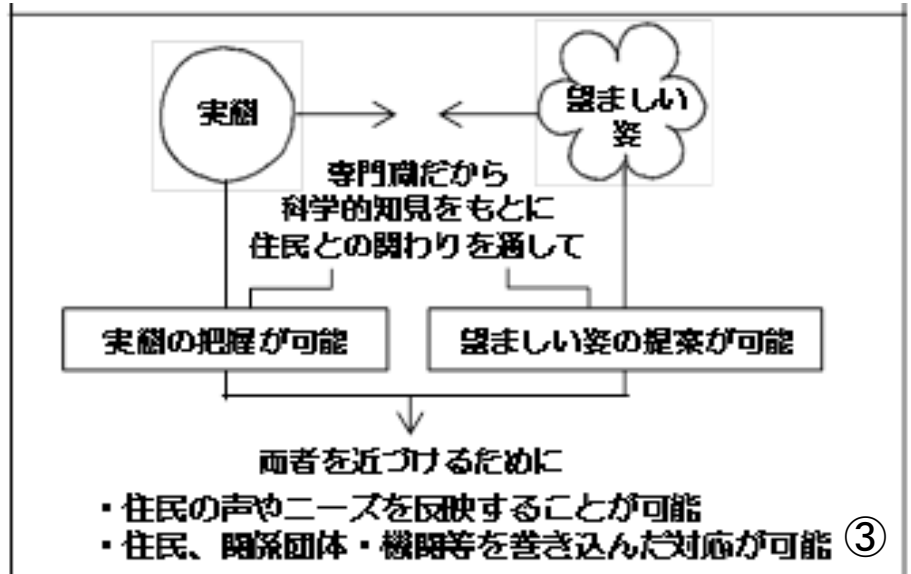 実態
望ましい
姿
専門職だから
科学的知見をもとに
住民との関わりを通して
実態の把握が可能
望ましい姿の提案が可能
両者を近づけるために
・住民の声やニーズを反映することが可能
・住民、関係団体・機関等を巻き込んだ対応が可能 ③